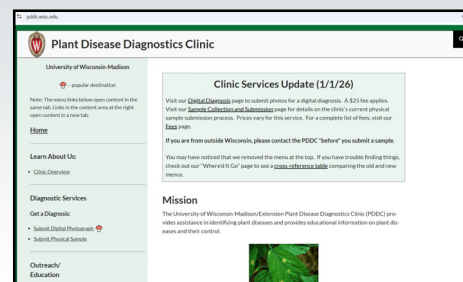 pddc.wisc.edu
Plant Disease Diagnostics Clinic
University of Wisconsin-Madison
- popular destination
Note: The menu links below open content in the
same tab. Links in the content area at the right
open content in a new tab.
Home
Learn About Us:
Clinic Overview
Diagnostic Services
Get a Diagnosis:
Submit Digital Photograph
Submit Physical Sample
Outreach/
Education
Clinic Services Update (1/1/26)
Visit our Digital Diagnosis page to submit photos for a digital diagnosis. A $25 fee applies.
Visit our Sample Collection and Submission page for details on the clinic's current physical
sample submission process. Prices vary for this service. For a complete list of fees, visit our
Fees page.
If you are from outside Wisconsin, please contact the PDDC *before* you submit a sample.
You may have noticed that we removed the menu at the top. If you have trouble finding things,
check out our "Where'd It Go" page to see a cross-reference table comparing the old and new
menus.
Mission
The University of Wisconsin-Madison/Extension Plant Disease Diagnostics Clinic (PDDC) pro-
vides assistance in identifying plant diseases and provides educational information on plant dis-
eases and their control.